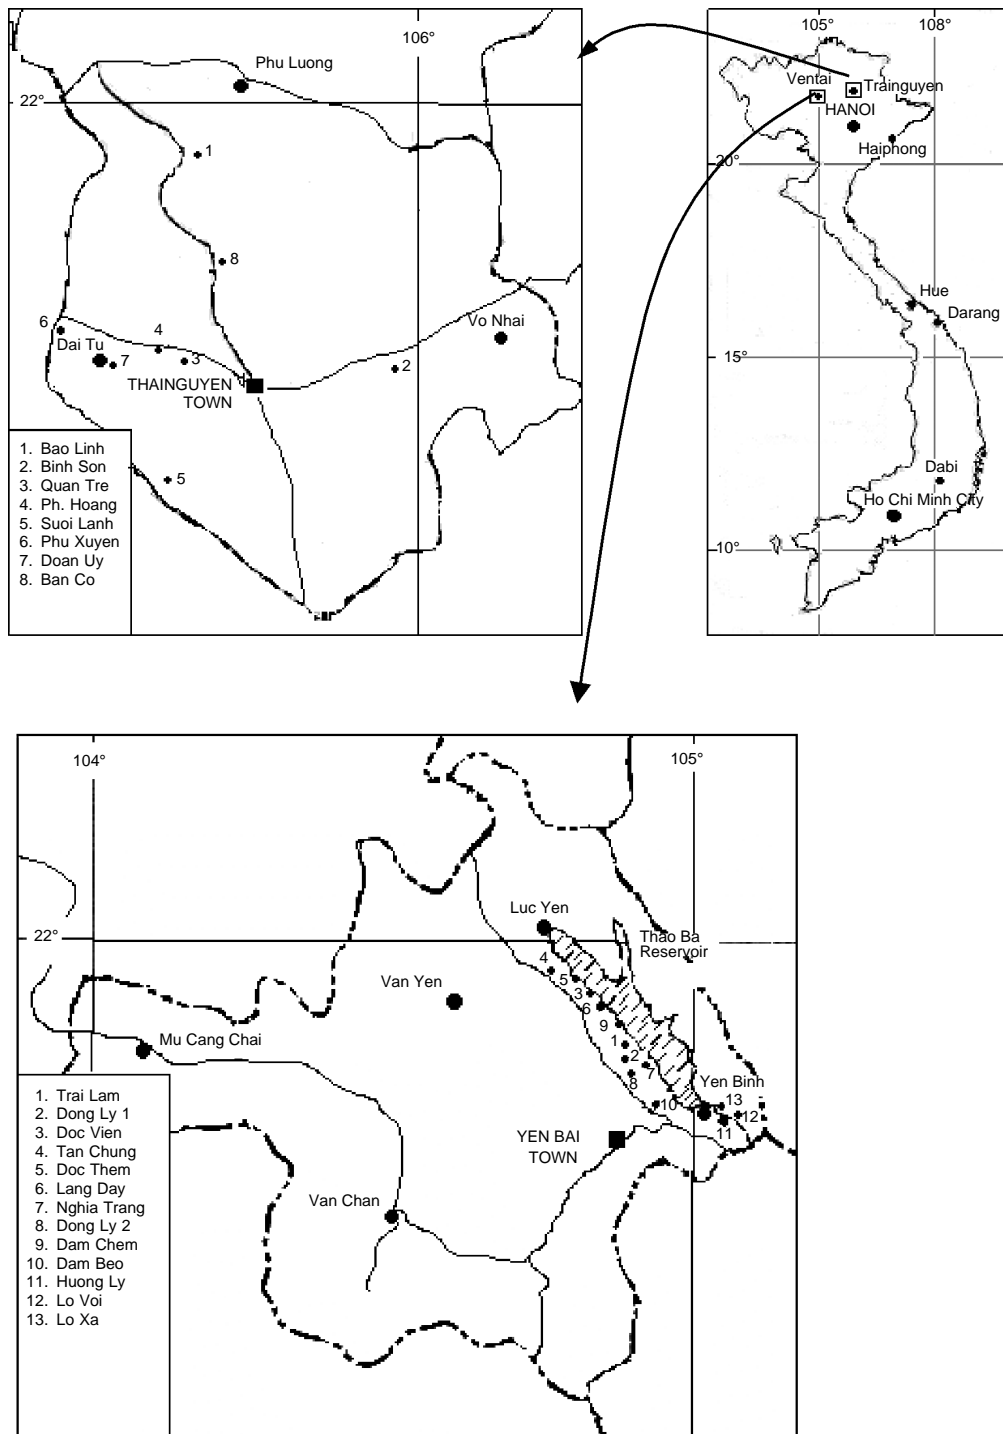 106°
Phu Luong
22°
1
8
6
4
Vo Nhai
Dai Tu
7
3
2
THAINGUYEN
TOWN
5
1. Bao Linh
2. Binh Son
3. Quan Tre
4. Ph. Hoang
5. Suoi Lanh
6. Phu Xuyen
7. Doan Uy
8. Ban Co
105°
108°
Ventai
Trainguyen
HANOI
Haiphong
20°
Hue
Darang
15°
Dabi
Ho Chi Minh City
10°
104°
105°
Luc Yen
22°
Thao Ba
Reservoir
4
5
Van Yen
3
6
9
Mu Cang Chai
1
2
7
8
Yen Binh
10
13
12
11
YEN BAI
TOWN
Van Chan
1. Trai Lam
2. Dong Ly 1
3. Doc Vien
4. Tan Chung
5. Doc Them
6. Lang Day
7. Nghia Trang
8. Dong Ly 2
9. Dam Chem
10. Dam Beo
11. Huong Ly
12. Lo Voi
13. Lo Xa